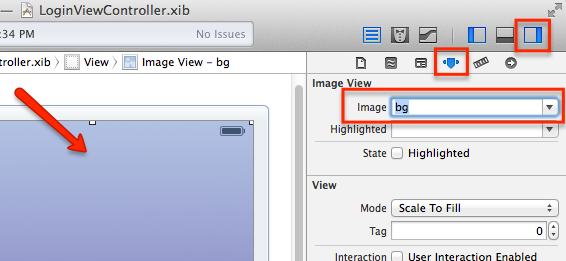 LoginViewController.xib
:34 PM
No Issues
troller.xib
View
Image View – bg
Image View
Image
bg
Highlighted
State
Highlighted
View
Mode
Scale To Fill
Tag
0
Interaction
User Interaction Enabled